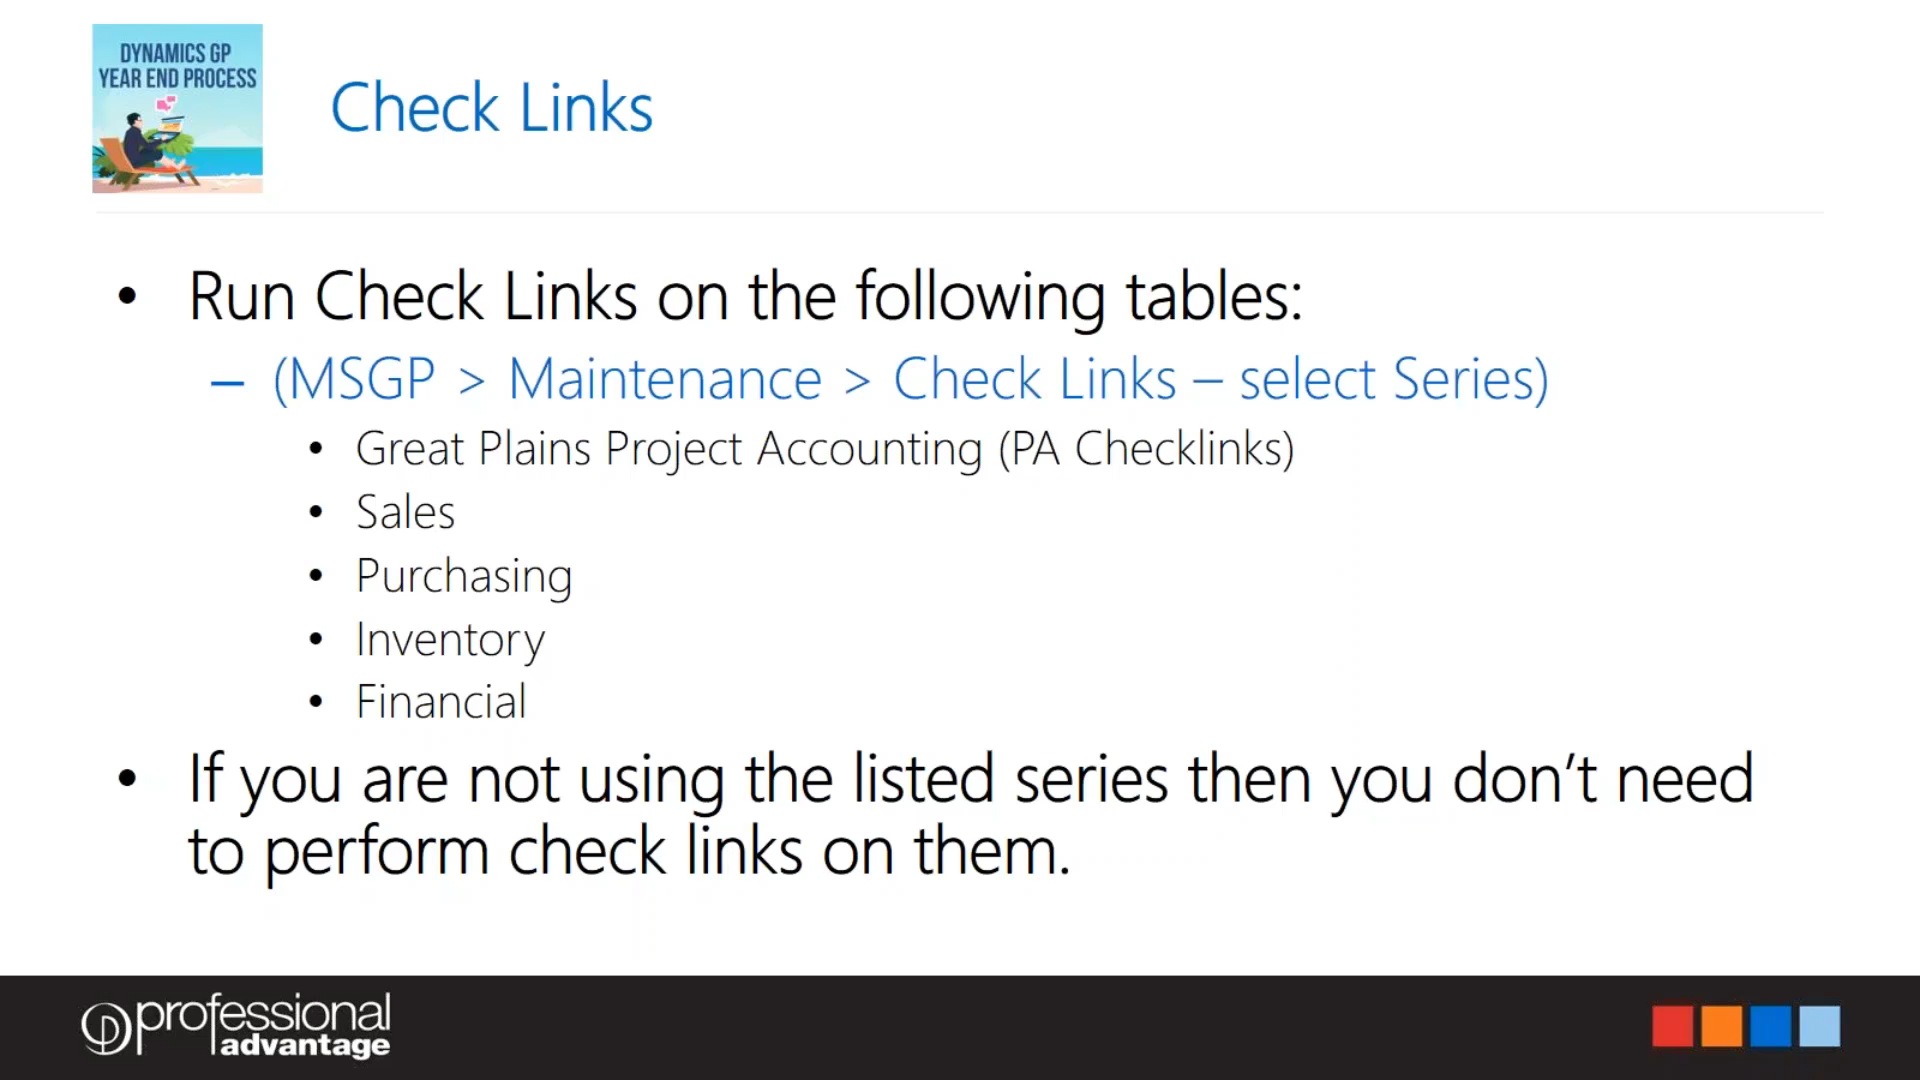 DYNAMICS GP
YEAR END PROCESS
Check Links
• Run Check Links on the following tables:
– (MSGP > Maintenance > Check Links – select Series)
• Great Plains Project Accounting (PA Checklinks)
• Sales
• Purchasing
• Inventory
• Financial
• If you are not using the listed series then you don’t need
to perform check links on them.
professional
advantage